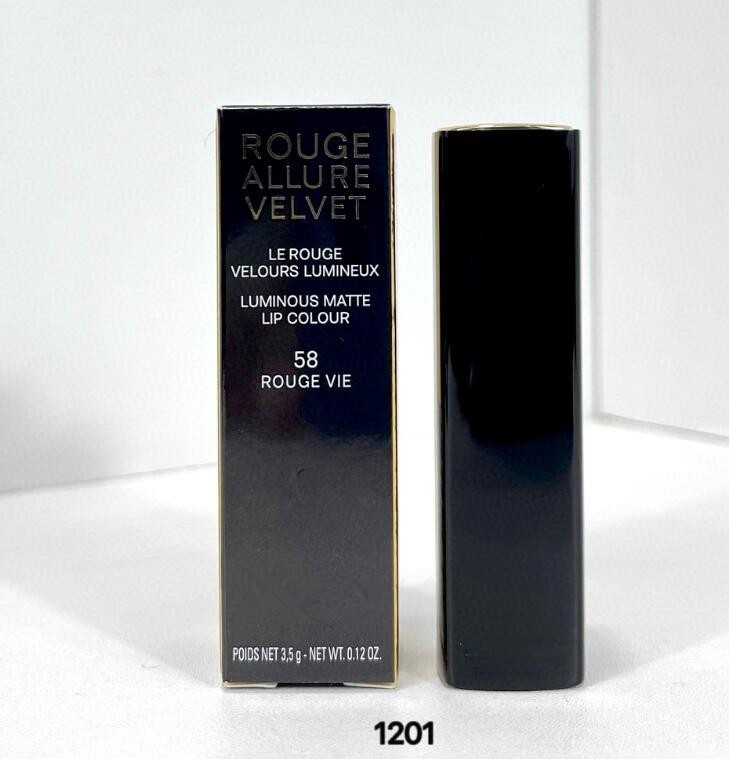 ROUGE
ALLURE
VELVET
LE ROUGE
VELOURS LUMINEUX
LUMINOUS MATTE
LIP COLOUR
58
ROUGE VIE
POIDS NET 3,5 g - NET WT. 0.12 OZ.
1201